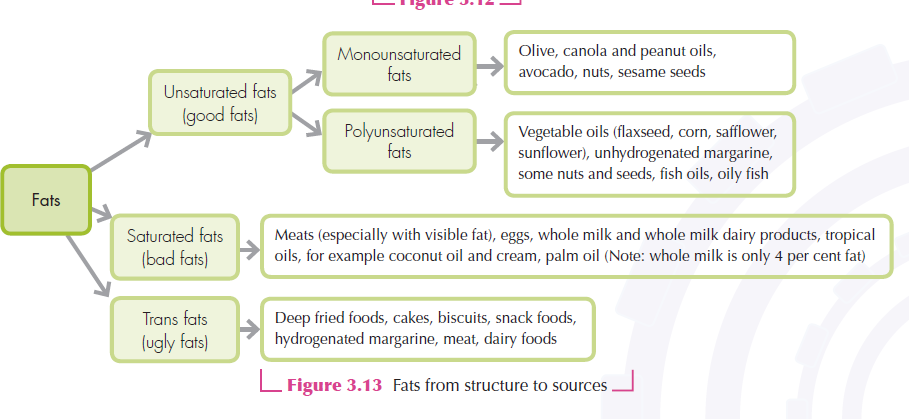 Figure 3.12
Monounsaturated
fats
Olive, canola and peanut oils,
avocado, nuts, sesame seeds
Unsaturated fats
(good fats)
Polyunsaturated
fats
Vegetable oils (flaxseed, corn, safflower,
sunflower), unhydrogenated margarine,
some nuts and seeds, fish oils, oily fish
Fats
Saturated fats
(bad fats)
Meats (especially with visible fat), eggs, whole milk and whole milk dairy products, tropical
oils, for example coconut oil and cream, palm oil (Note: whole milk is only 4 per cent fat)
Trans fats
(ugly fats)
Deep fried foods, cakes, biscuits, snack foods,
hydrogenated margarine, meat, dairy foods
Figure 3.13 Fats from structure to sources